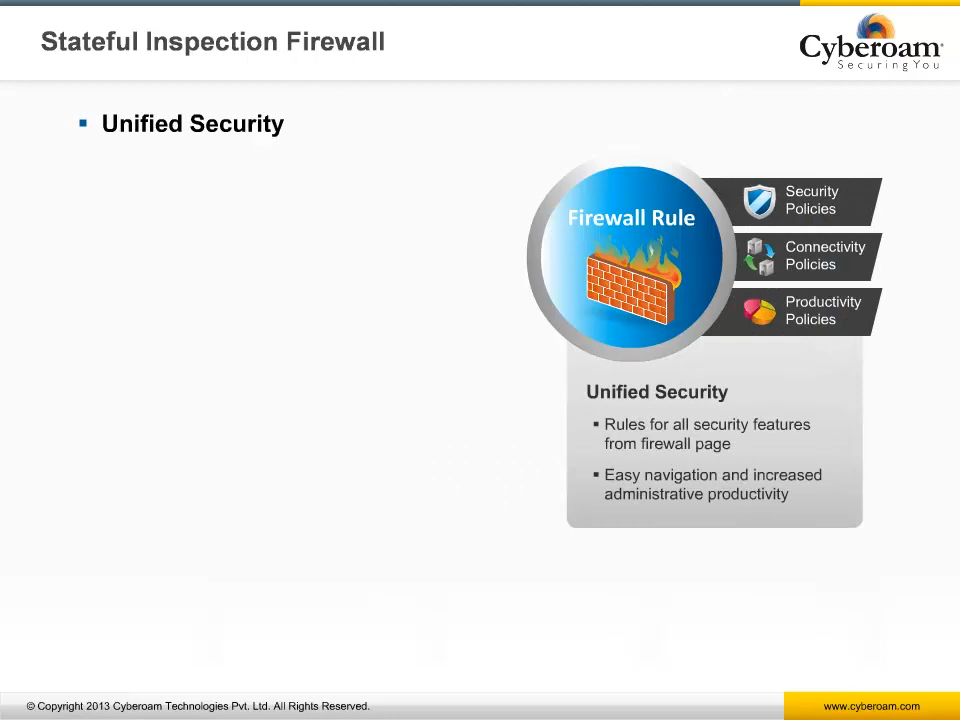 Stateful Inspection Firewall
Cyberoam
Securing You
Unified Security
Firewall Rule
Security
Policies
Connectivity
Policies
Productivity
Policies
Unified Security
Rules for all security features
from firewall page
Easy navigation and increased
administrative productivity
© Copyright 2013 Cyberoam Technologies Pvt. Ltd. All Rights Reserved.
www.cyberoam.com